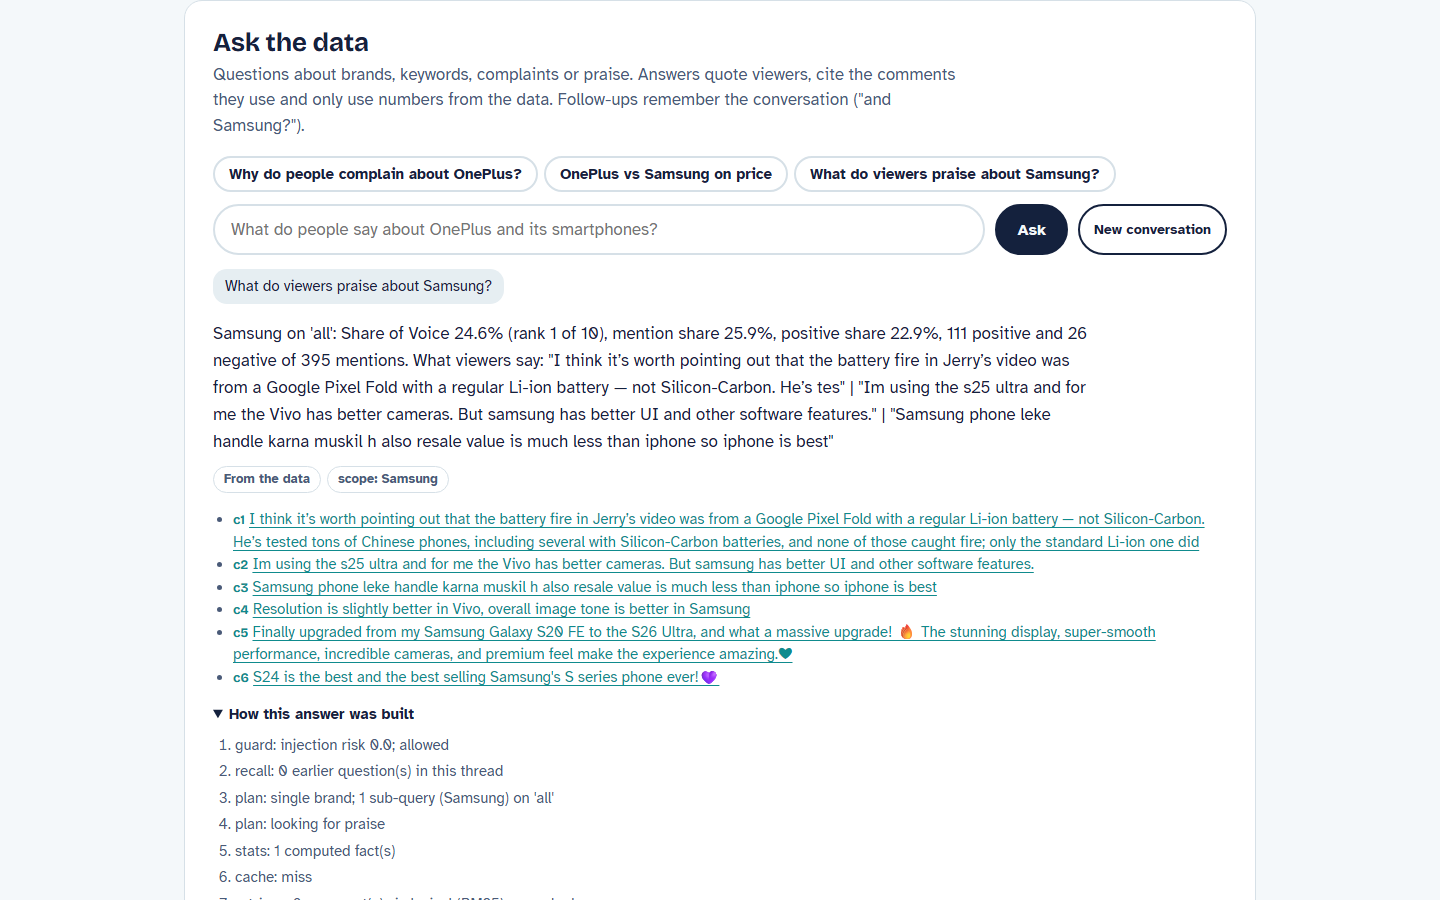 Ask the data
Questions about brands, keywords, complaints or praise. Answers quote viewers, cite the comments
they use and only use numbers from the data. Follow-ups remember the conversation ("and
Samsung?").
Why do people complain about OnePlus?
OnePlus vs Samsung on price
What do viewers praise about Samsung?
What do people say about OnePlus and its smartphones?
Ask
New conversation
What do viewers praise about Samsung?
Samsung on 'all': Share of Voice 24.6% (rank 1 of 10), mention share 25.9%, positive share 22.9%, 111 positive and 26
negative of 395 mentions. What viewers say: "I think it’s worth pointing out that the battery fire in Jerry’s video was
from a Google Pixel Fold with a regular Li-ion battery — not Silicon-Carbon. He’s tes" | "Im using the s25 ultra and for
me the Vivo has better cameras. But samsung has better UI and other software features." | "Samsung phone leke
handle karna muskil h also resale value is much less than iphone so iphone is best"
From the data
scope: Samsung
c1 I think it’s worth pointing out that the battery fire in Jerry’s video was from a Google Pixel Fold with a regular Li-ion battery — not Silicon-Carbon.
He’s tested tons of Chinese phones, including several with Silicon-Carbon batteries, and none of those caught fire; only the standard Li-ion one did
c2 Im using the s25 ultra and for me the Vivo has better cameras. But samsung has better UI and other software features.
c3 Samsung phone leke handle karna muskil h also resale value is much less than iphone so iphone is best
c4 Resolution is slightly better in Vivo, overall image tone is better in Samsung
c5 Finally upgraded from my Samsung Galaxy S20 FE to the S26 Ultra, and what a massive upgrade! 🔥 The stunning display, super-smooth
performance, incredible cameras, and premium feel make the experience amazing.♥
c6 S24 is the best and the best selling Samsung's S series phone ever!💜
▼ How this answer was built
1. guard: injection risk 0.0; allowed
2. recall: 0 earlier question(s) in this thread
3. plan: single brand; 1 sub-query (Samsung) on 'all'
4. plan: looking for praise
5. stats: 1 computed fact(s)
6. cache: miss